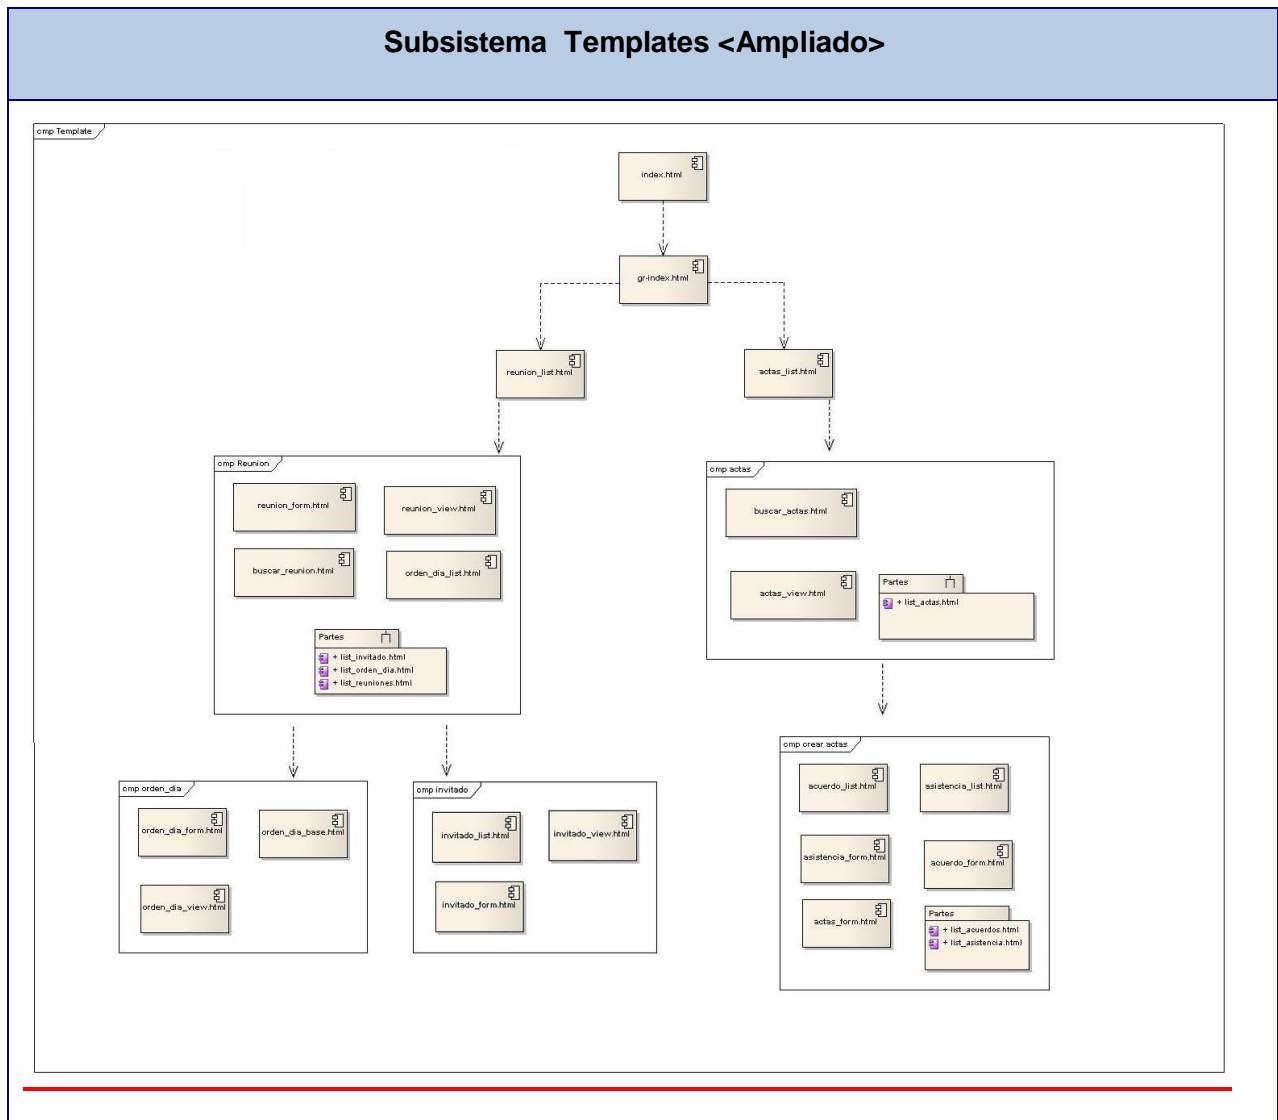 Subsistema  Templates <Ampliado>
cmp Template
index.html
gr-index.html
reunion_list.html
actas_list.html
cmp Reunion
reunion_form.html
reunion_view.html
buscar_reunion.html
orden_dia_list.html
Partes
+ list_invitado.html
+ list_orden_dia.html
+ list_reuniones.html
cmp actas
buscar_actas.html
actas_view.html
Partes
+ list_actas.html
cmp orden_dia
orden_dia_form.html
orden_dia_base.html
orden_dia_view.html
cmp invitado
invitado_list.html
invitado_view.html
invitado_form.html
cmp crear actas
acuerdo_list.html
asistencia_list.html
asistencia_form.html
acuerdo_form.html
actas_form.html
Partes
+ list_acuerdos.html
+ list_asistencia.html